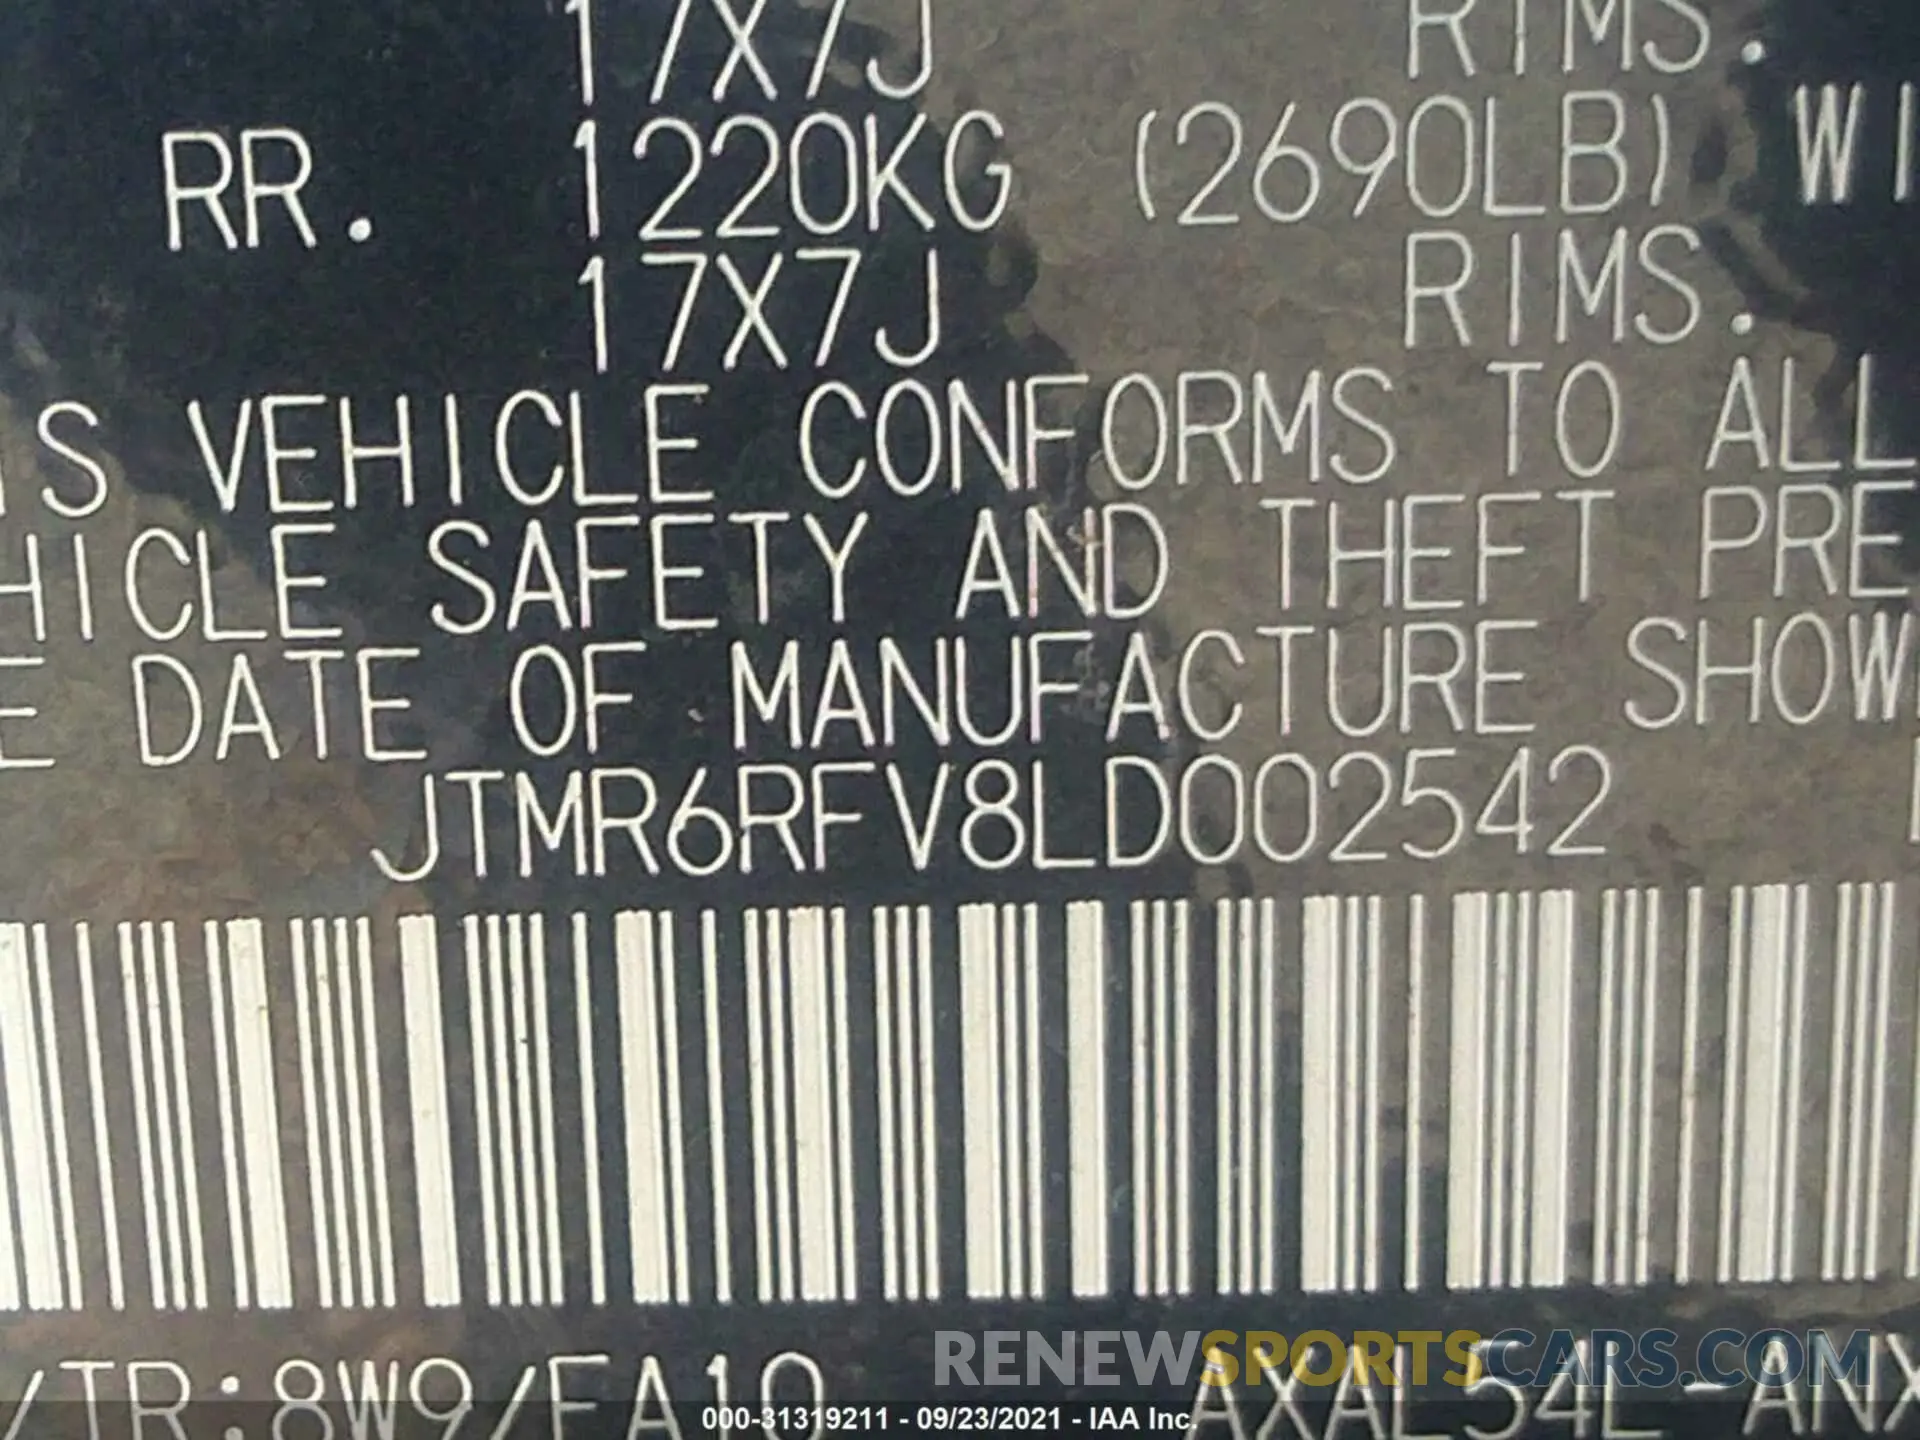 17X7J RIMS.
RR. 1220KG (2690LB) WI
17X7J RIMS.
IS VEHICLE CONFORMS TO ALL
HICLE SAFETY AND THEFT PRE
E DATE OF MANUFACTURE SHOW
JTMR6RFV8LD002542
/TR:8W9/FA10 AXAL54L-ANX
RENEWSPORTSCARS.COM
000-31319211 - 09/23/2021 - IAA Inc.